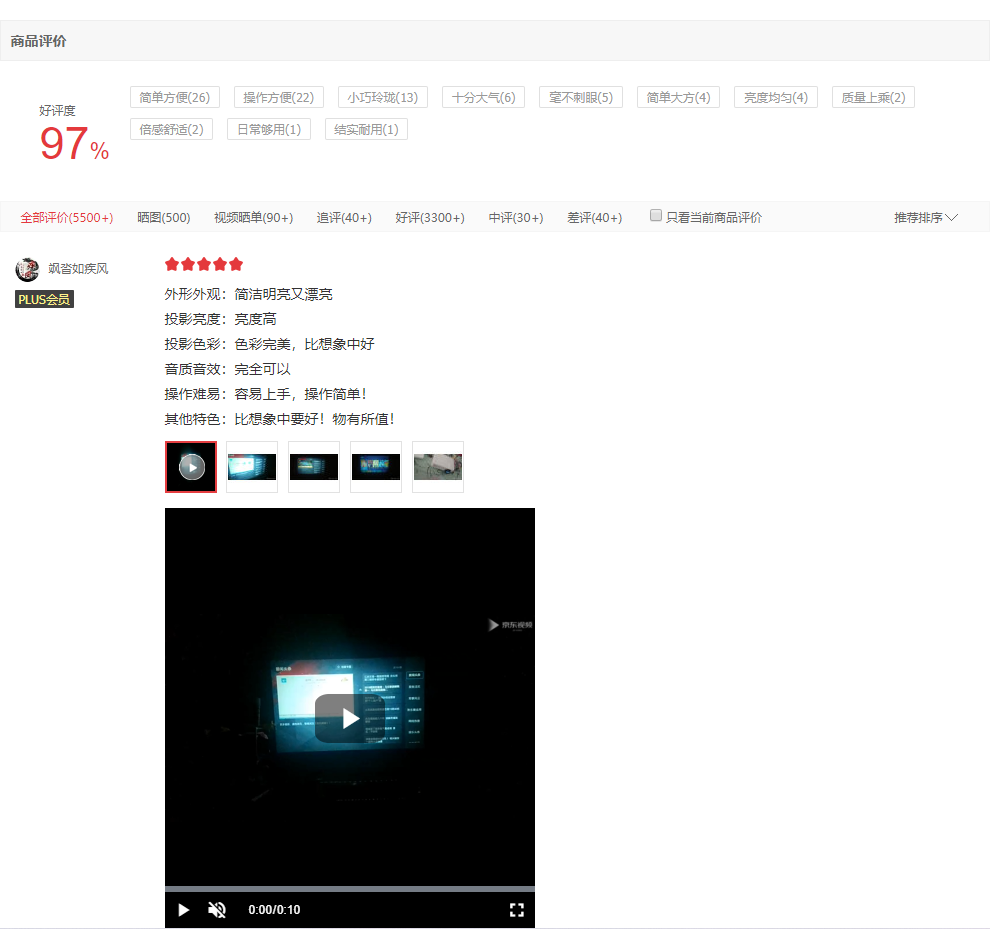 商品评价
好评度
97%
简单方便(26) 操作方便(22) 小巧玲珑(13) 十分大气(6) 毫不刺眼(5) 简单大方(4) 亮度均匀(4) 质量上乘(2)
倍感舒适(2) 日常够用(1) 结实耐用(1)
全部评价(5500+) 晒图(500) 视频晒单(90+) 追评(40+) 好评(3300+) 中评(30+) 差评(40+) 只看当前商品评价 推荐排序
飒沓如疾风
PLUS会员
外形外观：简洁明亮又漂亮
投影亮度：亮度高
投影色彩：色彩完美，比想象中好
音质音效：完全可以
操作难易：容易上手，操作简单！
其他特色：比想象中要好！物有所值！
京东视频
0:00/0:10